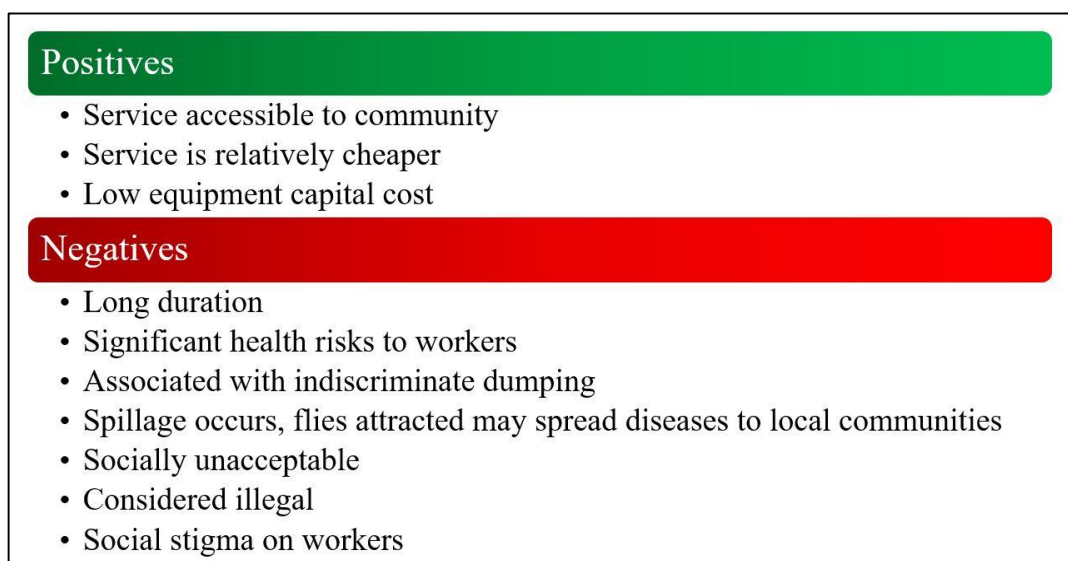 Positives
• Service accessible to community
• Service is relatively cheaper
• Low equipment capital cost
Negatives
• Long duration
• Significant health risks to workers
• Associated with indiscriminate dumping
• Spillage occurs, flies attracted may spread diseases to local communities
• Socially unacceptable
• Considered illegal
• Social stigma on workers